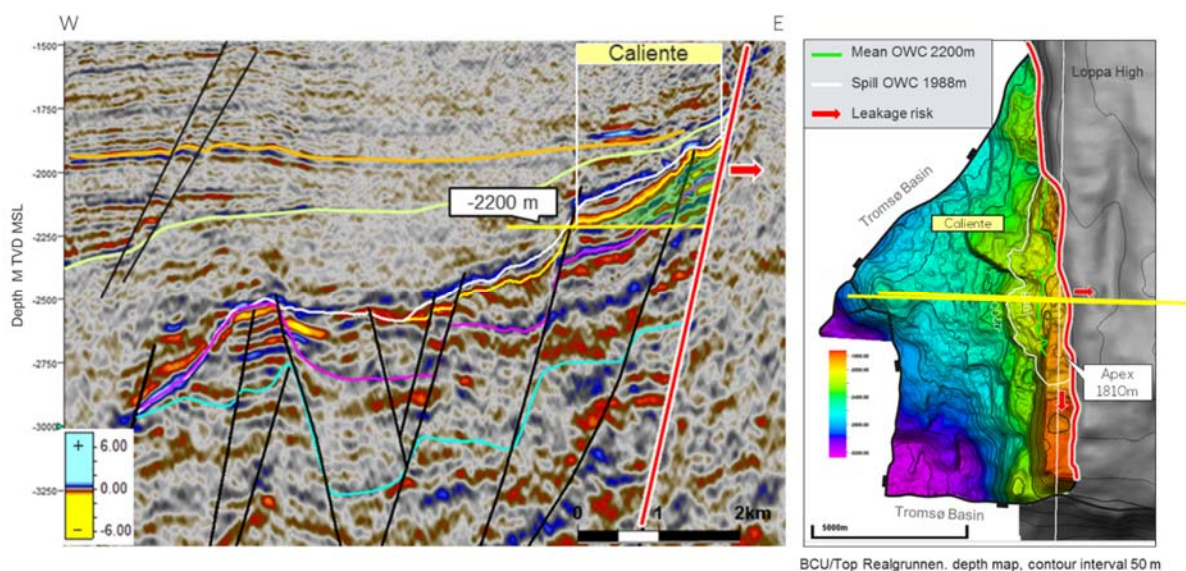 W
E
-1500
Caliente
-1750
-2000
-2200 m
-2250
Depth M TVD MSL
-2500
-2750
-3000
-3250
+ 6.00
0.00
-6.00
−
0 1 2km
Mean OWC 2200m
Spill OWC 1988m
Leakage risk
Loppa High
Tromsø Basin
Caliente
Apex
1810m
5000m
Tromsø Basin
BCU/Top Realgrunnen. depth map, contour interval 50 m